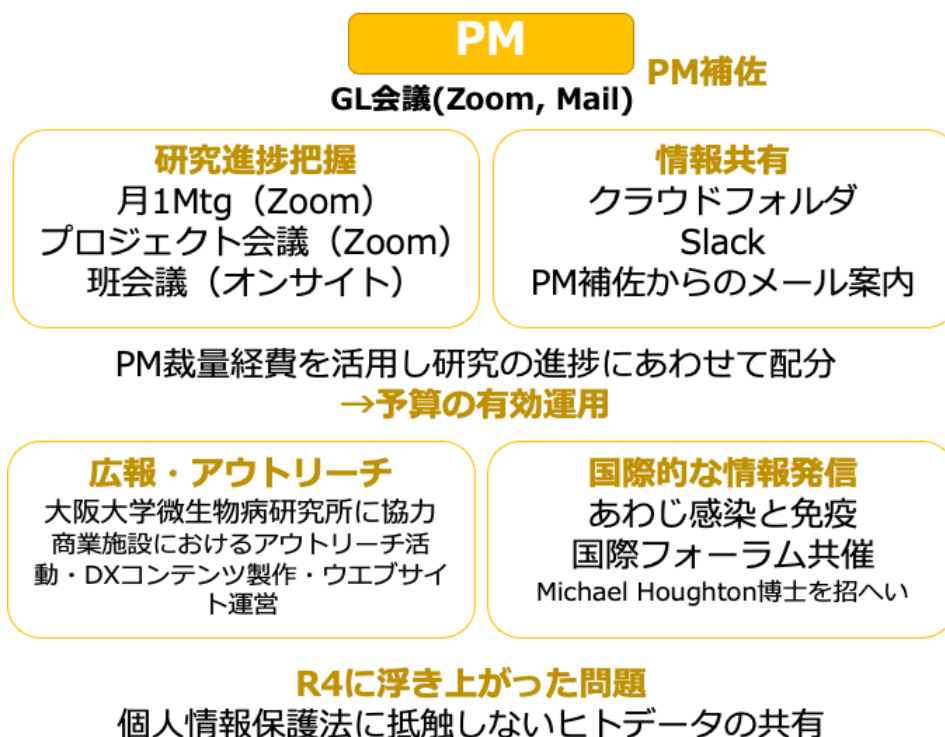 PM
PM補佐
GL会議(Zoom, Mail)
研究進捗把握
月1Mtg（Zoom）
プロジェクト会議（Zoom）
班会議（オンサイト）
情報共有
クラウドフォルダ
Slack
PM補佐からのメール案内
PM裁量経費を活用し研究の進捗にあわせて配分
→予算の有効運用
広報・アウトリーチ
大阪大学微生物病研究所に協力
商業施設におけるアウトリーチ活
動・DXコンテンツ製作・ウエブサイ
ト運営
国際的な情報発信
あわじ感染と免疫
国際フォーラム共催
Michael Houghton博士を招へい
R4に浮き上がった問題
個人情報保護法に抵触しないヒトデータの共有